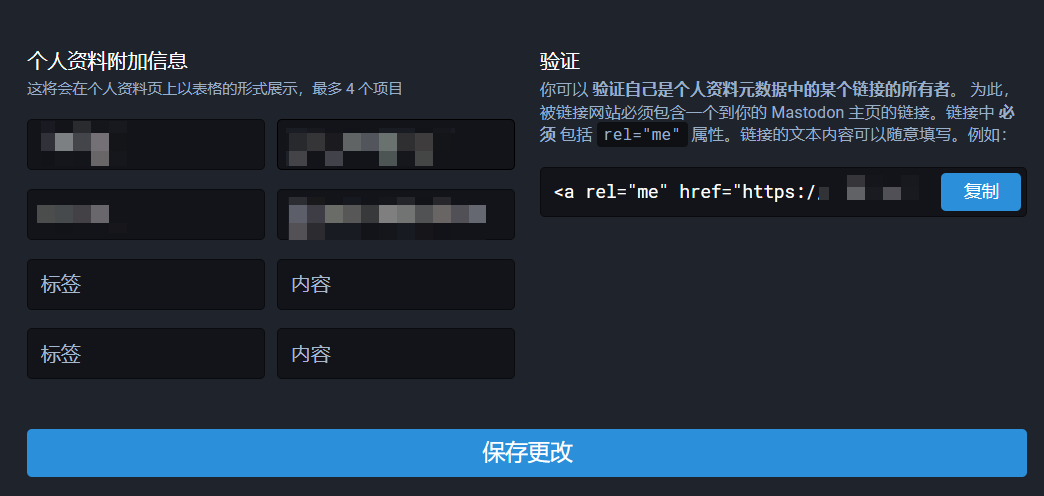 个人资料附加信息
这将会在个人资料页上以表格的形式展示，最多 4 个项目
标签
内容
标签
内容
验证
你可以 验证自己是个人资料元数据中的某个链接的所有者。 为此，
被链接网站必须包含一个到你的 Mastodon 主页的链接。链接中 必
须 包括 rel="me" 属性。链接的文本内容可以随意填写。例如：
<a rel="me" href="https:/
复制
保存更改